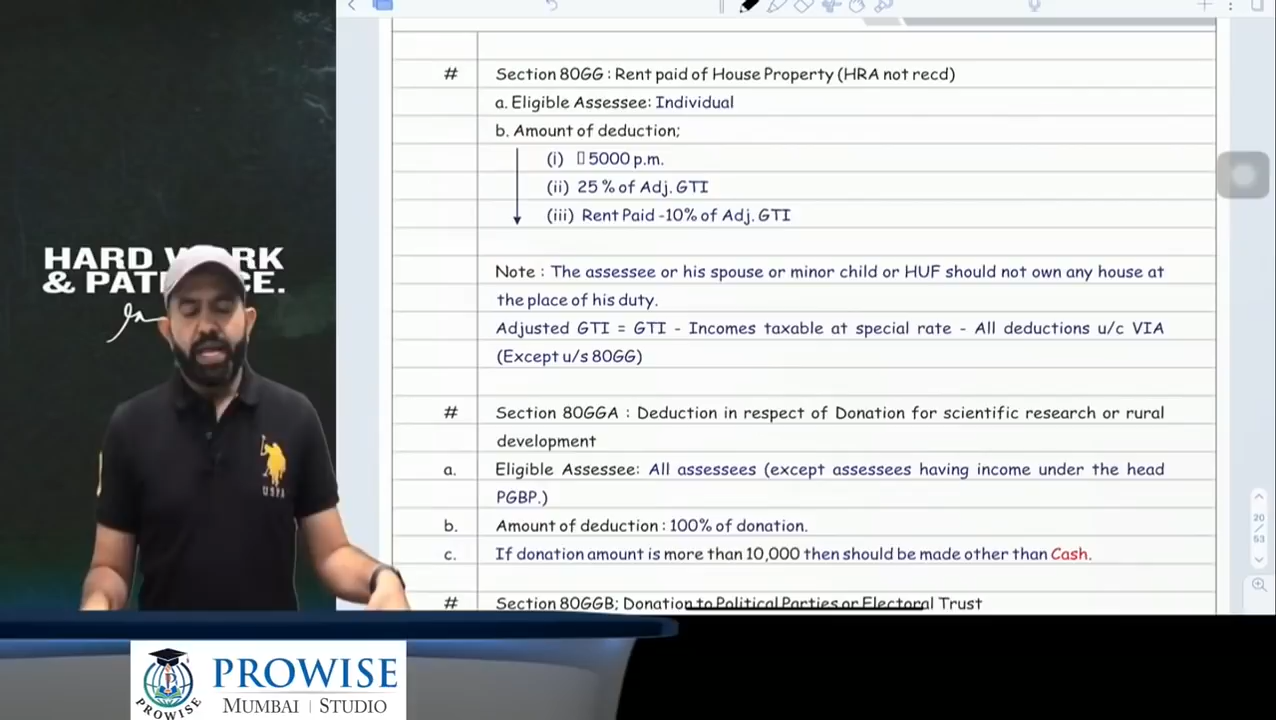 # Section 80GG : Rent paid of House Property (HRA not recd)
a. Eligible Assessee: Individual
b. Amount of deduction;
(i) 5000 p.m.
(ii) 25 % of Adj. GTI
(iii) Rent Paid -10% of Adj. GTI
Note : The assessee or his spouse or minor child or HUF should not own any house at
the place of his duty.
Adjusted GTI = GTI - Incomes taxable at special rate - All deductions u/c VIA
(Except u/s 80GG)
# Section 80GGA : Deduction in respect of Donation for scientific research or rural
development
a. Eligible Assessee: All assessees (except assessees having income under the head
PGBP.)
b. Amount of deduction : 100% of donation.
c. If donation amount is more than 10,000 then should be made other than Cash.
# Section 80GGB; Donation to Political Parties or Electoral Trust
20
/
53
HARD W RK
& PAT CE.
USPA
PROWISE
PROWISE
MUMBAI | STUDIO